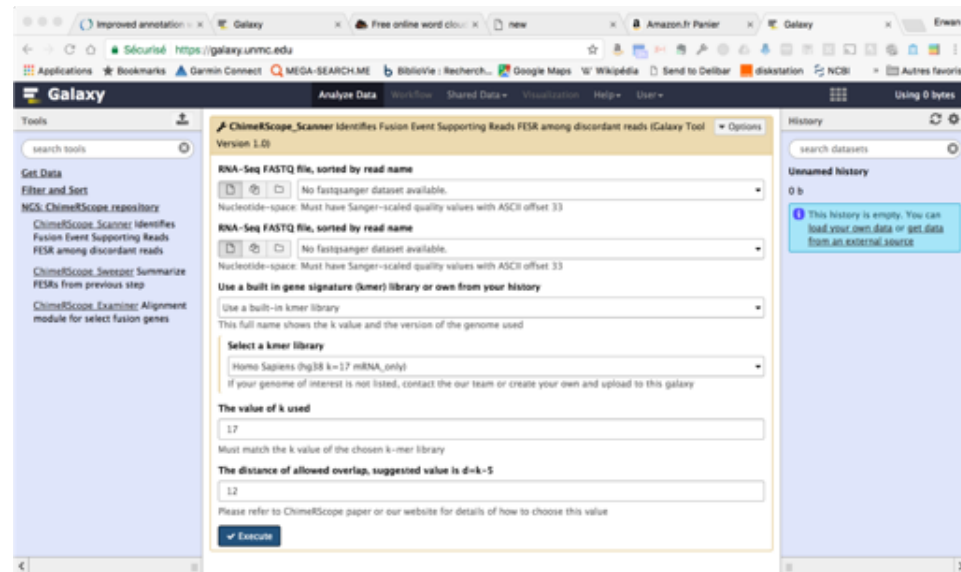 Improved annotation
Galaxy
Free online word clou
new
Amazon.fr Panier
Galaxy
Erwan
Sécurisé https://galaxy.unmc.edu
Applications
Bookmarks
Garmin Connect
MEGA-SEARCH.ME
BiblioVie : Recherch...
Google Maps
Wikipédia
Send to Delibar
diskstation
NCBI
»
Autres favoris
Galaxy
Analyze Data
Workflow
Shared Data
Visualization
Help
User
Using 0 bytes
Tools
search tools
Get Data
Filter and Sort
NGS: ChimeRScope repository
ChimeRScope Scanner Identifies
Fusion Event Supporting Reads
FESR among discordant reads
ChimeRScope Sweeper Summarize
FESRs from previous step
ChimeRScope Examiner Alignment
module for select fusion genes
ChimeRScope_Scanner Identifies Fusion Event Supporting Reads FESR among discordant reads (Galaxy Tool
Version 1.0)
Options
RNA-Seq FASTQ file, sorted by read name
No fastqsanger dataset available.
Nucleotide-space: Must have Sanger-scaled quality values with ASCII offset 33
RNA-Seq FASTQ file, sorted by read name
No fastqsanger dataset available.
Nucleotide-space: Must have Sanger-scaled quality values with ASCII offset 33
Use a built in gene signature (kmer) library or own from your history
Use a built-in kmer library
This full name shows the k value and the version of the genome used
Select a kmer library
Homo Sapiens (hg38 k=17 mRNA_only)
If your genome of interest is not listed, contact the our team or create your own and upload to this galaxy
The value of k used
17
Must match the k value of the chosen k-mer library
The distance of allowed overlap, suggested value is d=k-5
12
Please refer to ChimeRScope paper or our website for details of how to choose this value
Execute
History
search datasets
Unnamed history
0 b
This history is empty. You can
load your own data or get data
from an external source